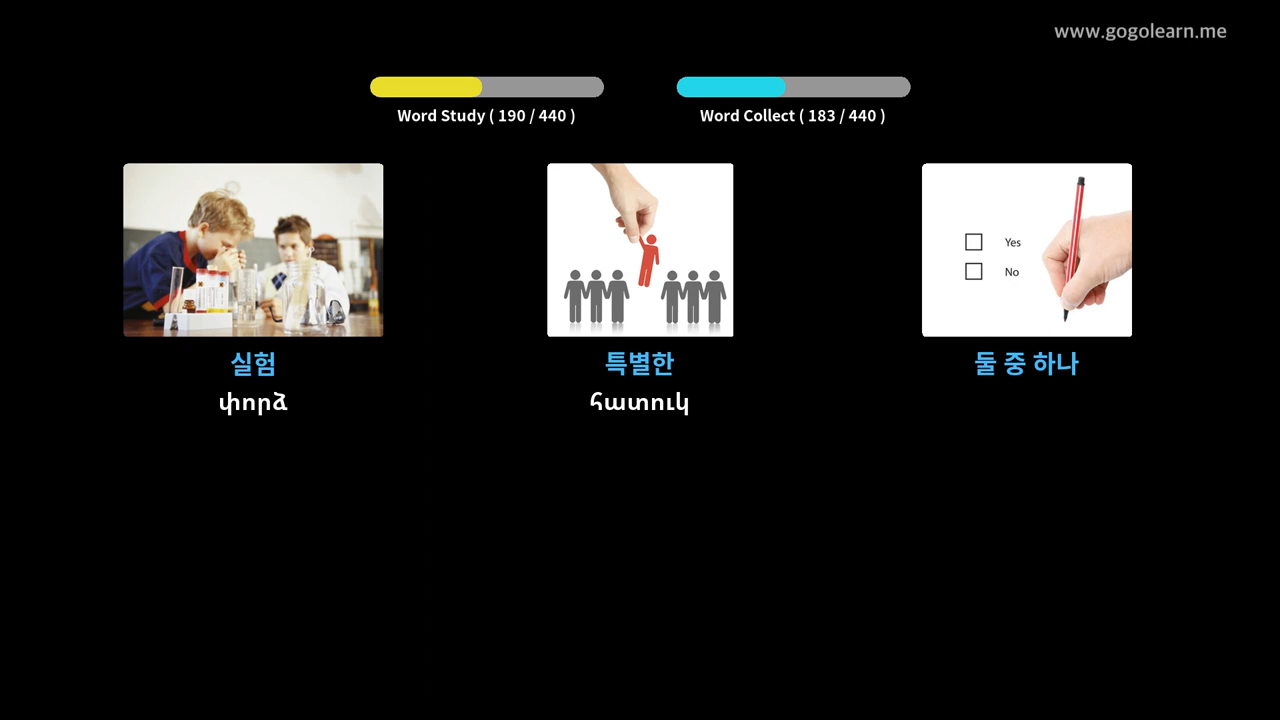 www.gogolearn.me
Word Study ( 190 / 440 )
Word Collect ( 183 / 440 )
Yes
No
실험
특별한
둘 중 하나
փորձ
հատուկ